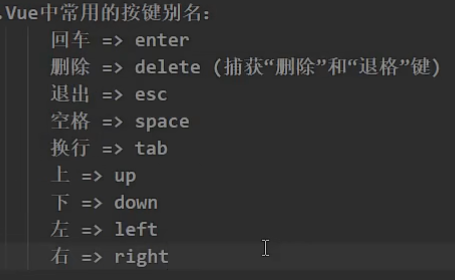 .Vue中常用的按键别名:
回车 => enter
删除 => delete (捕获“删除”和“退格”键)
退出 => esc
空格 => space
换行 => tab
上 => up
下 => down
左 => left
右 => right